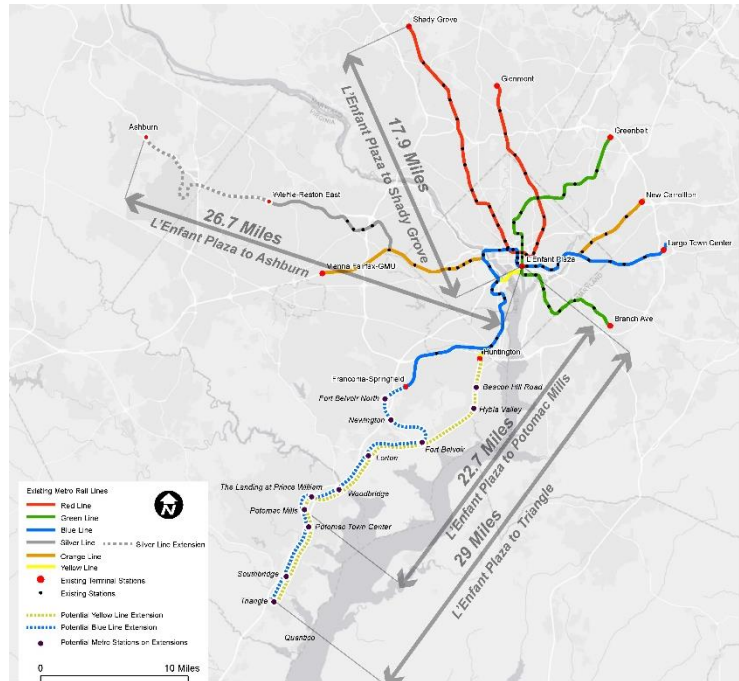 Shady Grove
Glenmont
Greenbelt
Ashburn
17.9 Miles
L'Enfant Plaza to Shady Grove
New Carrollton
Wiehle-Reston East
26.7 Miles
L'Enfant Plaza to Ashburn
Largo Town Center
L'Enfant Plaza
Vienna Fairfax-GMU
Branch Ave
Huntington
Franconia-Springfield
Beacon Hill Road
Fort Belvoir North
Hybla Valley
Newington
Fort Belvoir
22.7 Miles
L'Enfant Plaza to Potomac Mills
Lorton
29 Miles
L'Enfant Plaza to Triangle
The Landing at Prince William
Woodbridge
Potomac Mills
Potomac Town Center
Southbridge
Triangle
Quantico
Existing Metro Rail Lines
Red Line
Green Line
Blue Line
Silver Line
Silver Line Extension
Orange Line
Yellow Line
Existing Terminal Stations
Existing Stations
Potential Yellow Line Extension
Potential Blue Line Extension
Potential Metro Stations on Extensions
N
0
10 Miles